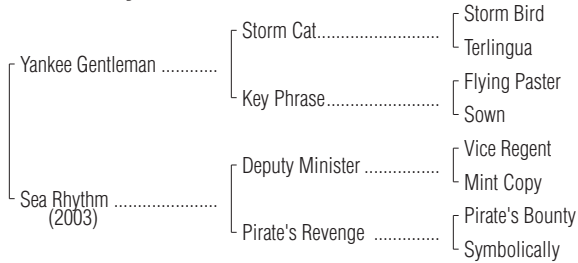 Storm Bird
Storm Cat.............................
Terlingua
Yankee Gentleman ............
Flying Paster
Key Phrase...........................
Sown
Vice Regent
Deputy Minister ..................
Mint Copy
Sea Rhythm .....................
(2003)
Pirate's Bounty
Pirate's Revenge ...............
Symbolically